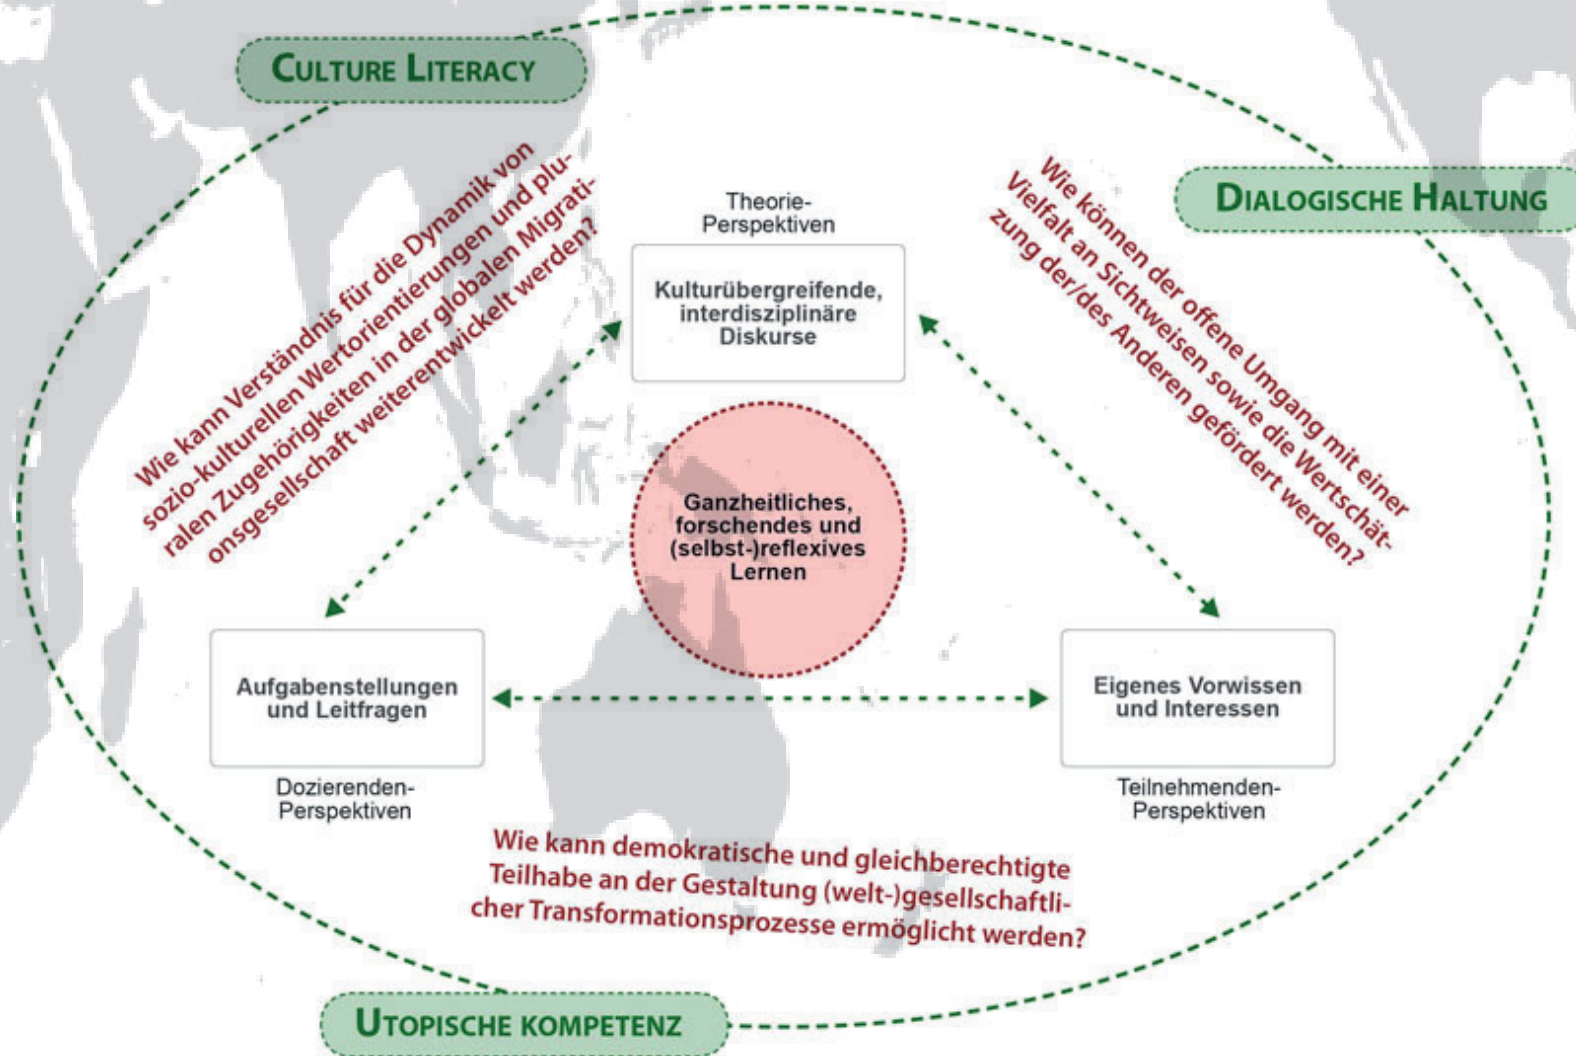 CULTURE LITERACY
DIALOGISCHE HALTUNG
Wie kann Verständnis für die Dynamik von
sozio-kulturellen Wertorientierungen und plu-
ralen Zugehörigkeiten in der globalen Migrati-
onsgesellschaft weiterentwickelt werden?
Theorie-
Perspektiven
Kulturübergreifende,
interdisziplinäre
Diskurse
Wie können der offene Umgang mit einer
Vielfalt an Sichtweisen sowie die Wertschät-
zung der/des Anderen gefördert werden?
Ganzheitliches,
forschendes und
(selbst-)reflexives
Lernen
Aufgabenstellungen
und Leitfragen
Dozierenden-
Perspektiven
Eigenes Vorwissen
und Interessen
Teilnehmenden-
Perspektiven
Wie kann demokratische und gleichberechtigte
Teilhabe an der Gestaltung (welt-)gesellschaftli-
cher Transformationsprozesse ermöglicht werden?
UTOPISCHE KOMPETENZ